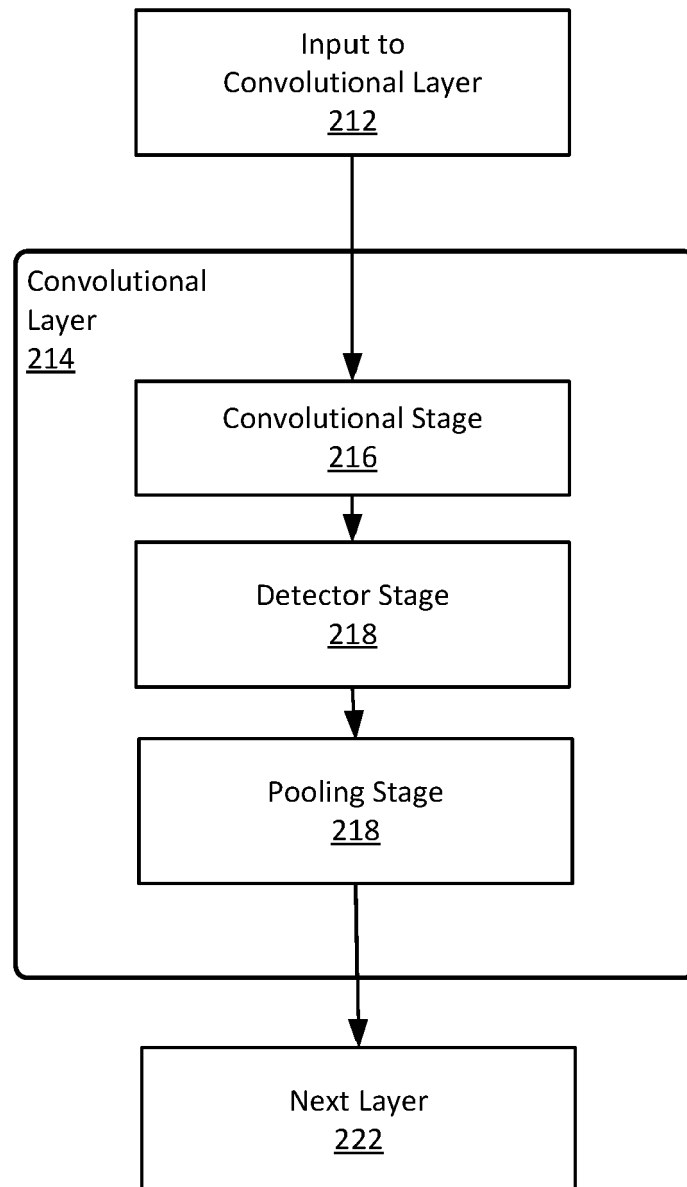 Input to
Convolutional Layer
212
Convolutional
Layer
214
Convolutional Stage
216
Detector Stage
218
Pooling Stage
218
Next Layer
222